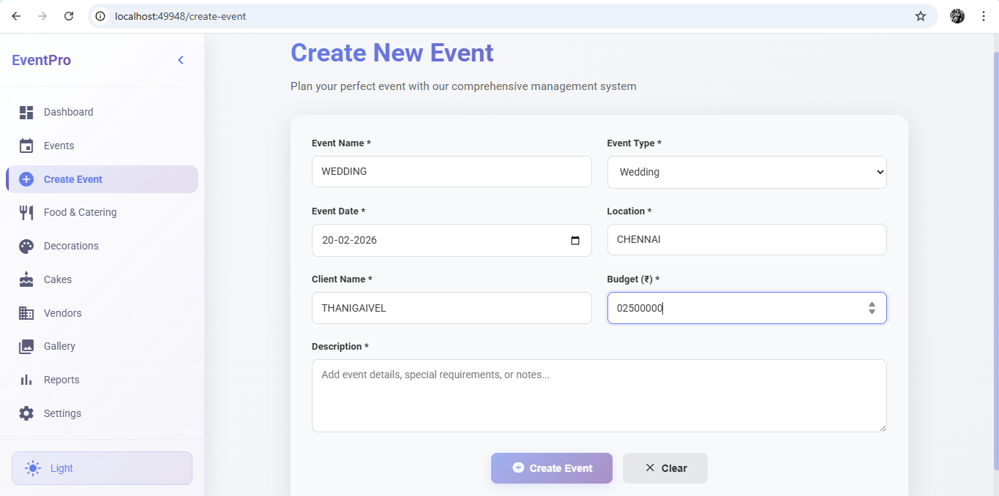 localhost:49948/create-event
EventPro
Dashboard
Events
Create Event
Food & Catering
Decorations
Cakes
Vendors
Gallery
Reports
Settings
Light
Create New Event
Plan your perfect event with our comprehensive management system
Event Name * Event Type *
WEDDING Wedding
Event Date * Location *
20-02-2026 CHENNAI
Client Name * Budget (₹) *
THANIGAIVEL 02500000
Description *
Add event details, special requirements, or notes...
Create Event Clear